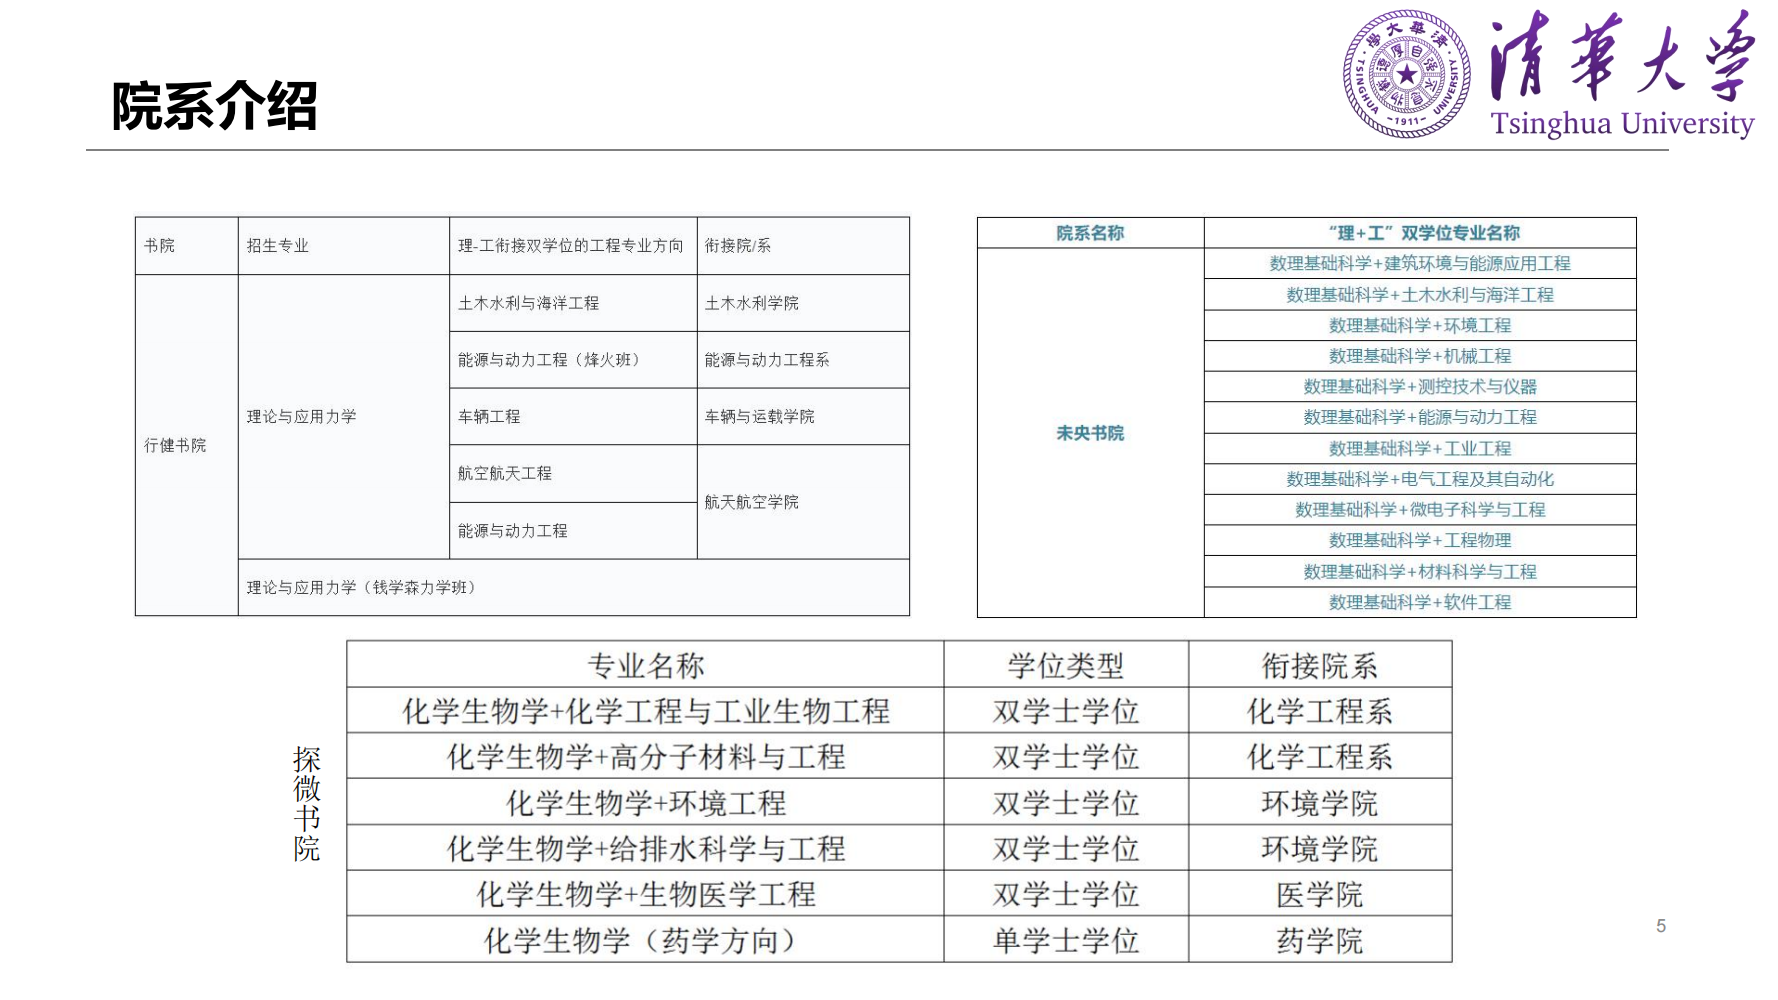 院系介绍
清華大学
Tsinghua University
TSINGHUA UNIVERSITY
-1911-
书院 招生专业 理-工衔接双学位的工程专业方向 衔接院/系
行健书院 理论与应用力学 土木水利与海洋工程 土木水利学院
能源与动力工程（烽火班） 能源与动力工程系
车辆工程 车辆与运载学院
航空航天工程 航天航空学院
能源与动力工程
理论与应用力学（钱学森力学班）
院系名称 “理+工”双学位专业名称
未央书院 数理基础科学+建筑环境与能源应用工程
数理基础科学+土木水利与海洋工程
数理基础科学+环境工程
数理基础科学+机械工程
数理基础科学+测控技术与仪器
数理基础科学+能源与动力工程
数理基础科学+工业工程
数理基础科学+电气工程及其自动化
数理基础科学+微电子科学与工程
数理基础科学+工程物理
数理基础科学+材料科学与工程
数理基础科学+软件工程
探微书院
专业名称 学位类型 衔接院系
化学生物学+化学工程与工业生物工程 双学士学位 化学工程系
化学生物学+高分子材料与工程 双学士学位 化学工程系
化学生物学+环境工程 双学士学位 环境学院
化学生物学+给排水科学与工程 双学士学位 环境学院
化学生物学+生物医学工程 双学士学位 医学院
化学生物学（药学方向） 单学士学位 药学院
5